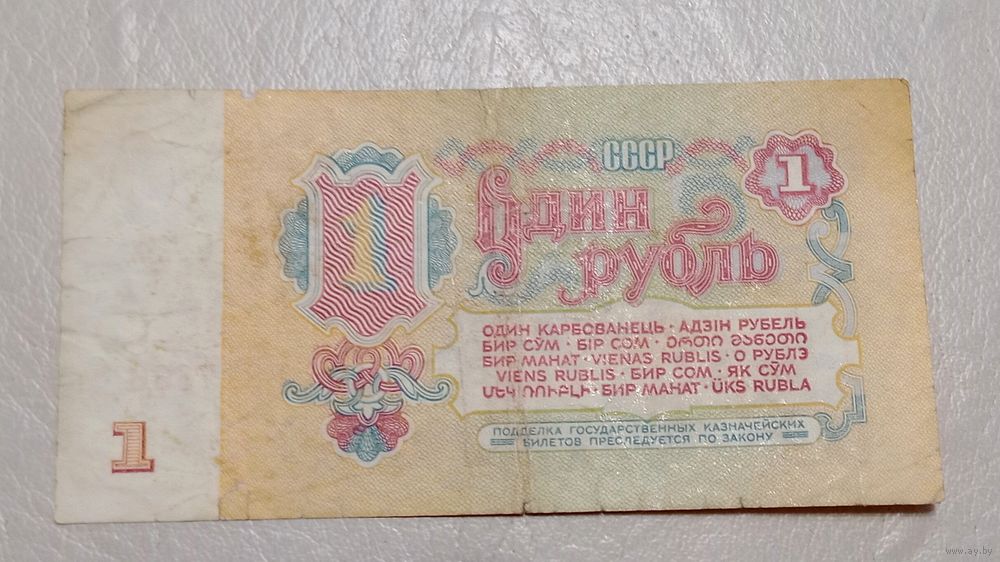 СССР
1
1
Один
рубль
ОДИН КАРБОВАНЕЦЬ · АДЗІН РУБЕЛЬ
БИР СЎМ · БІР СОМ · ერთი მანეთი
БИР МАНАТ · VIENAS RUBLIS · О РУБЛЭ
VIENS RUBLIS · БИР СОМ · ЯК СӮМ
ՄԵԿ ՌՈՒԲԼԻ · БИР МАНАТ · ÜKS RUBLA
ПОДДЕЛКА ГОСУДАРСТВЕННЫХ КАЗНАЧЕЙСКИХ
БИЛЕТОВ ПРЕСЛЕДУЕТСЯ ПО ЗАКОНУ
1
www.ay.by